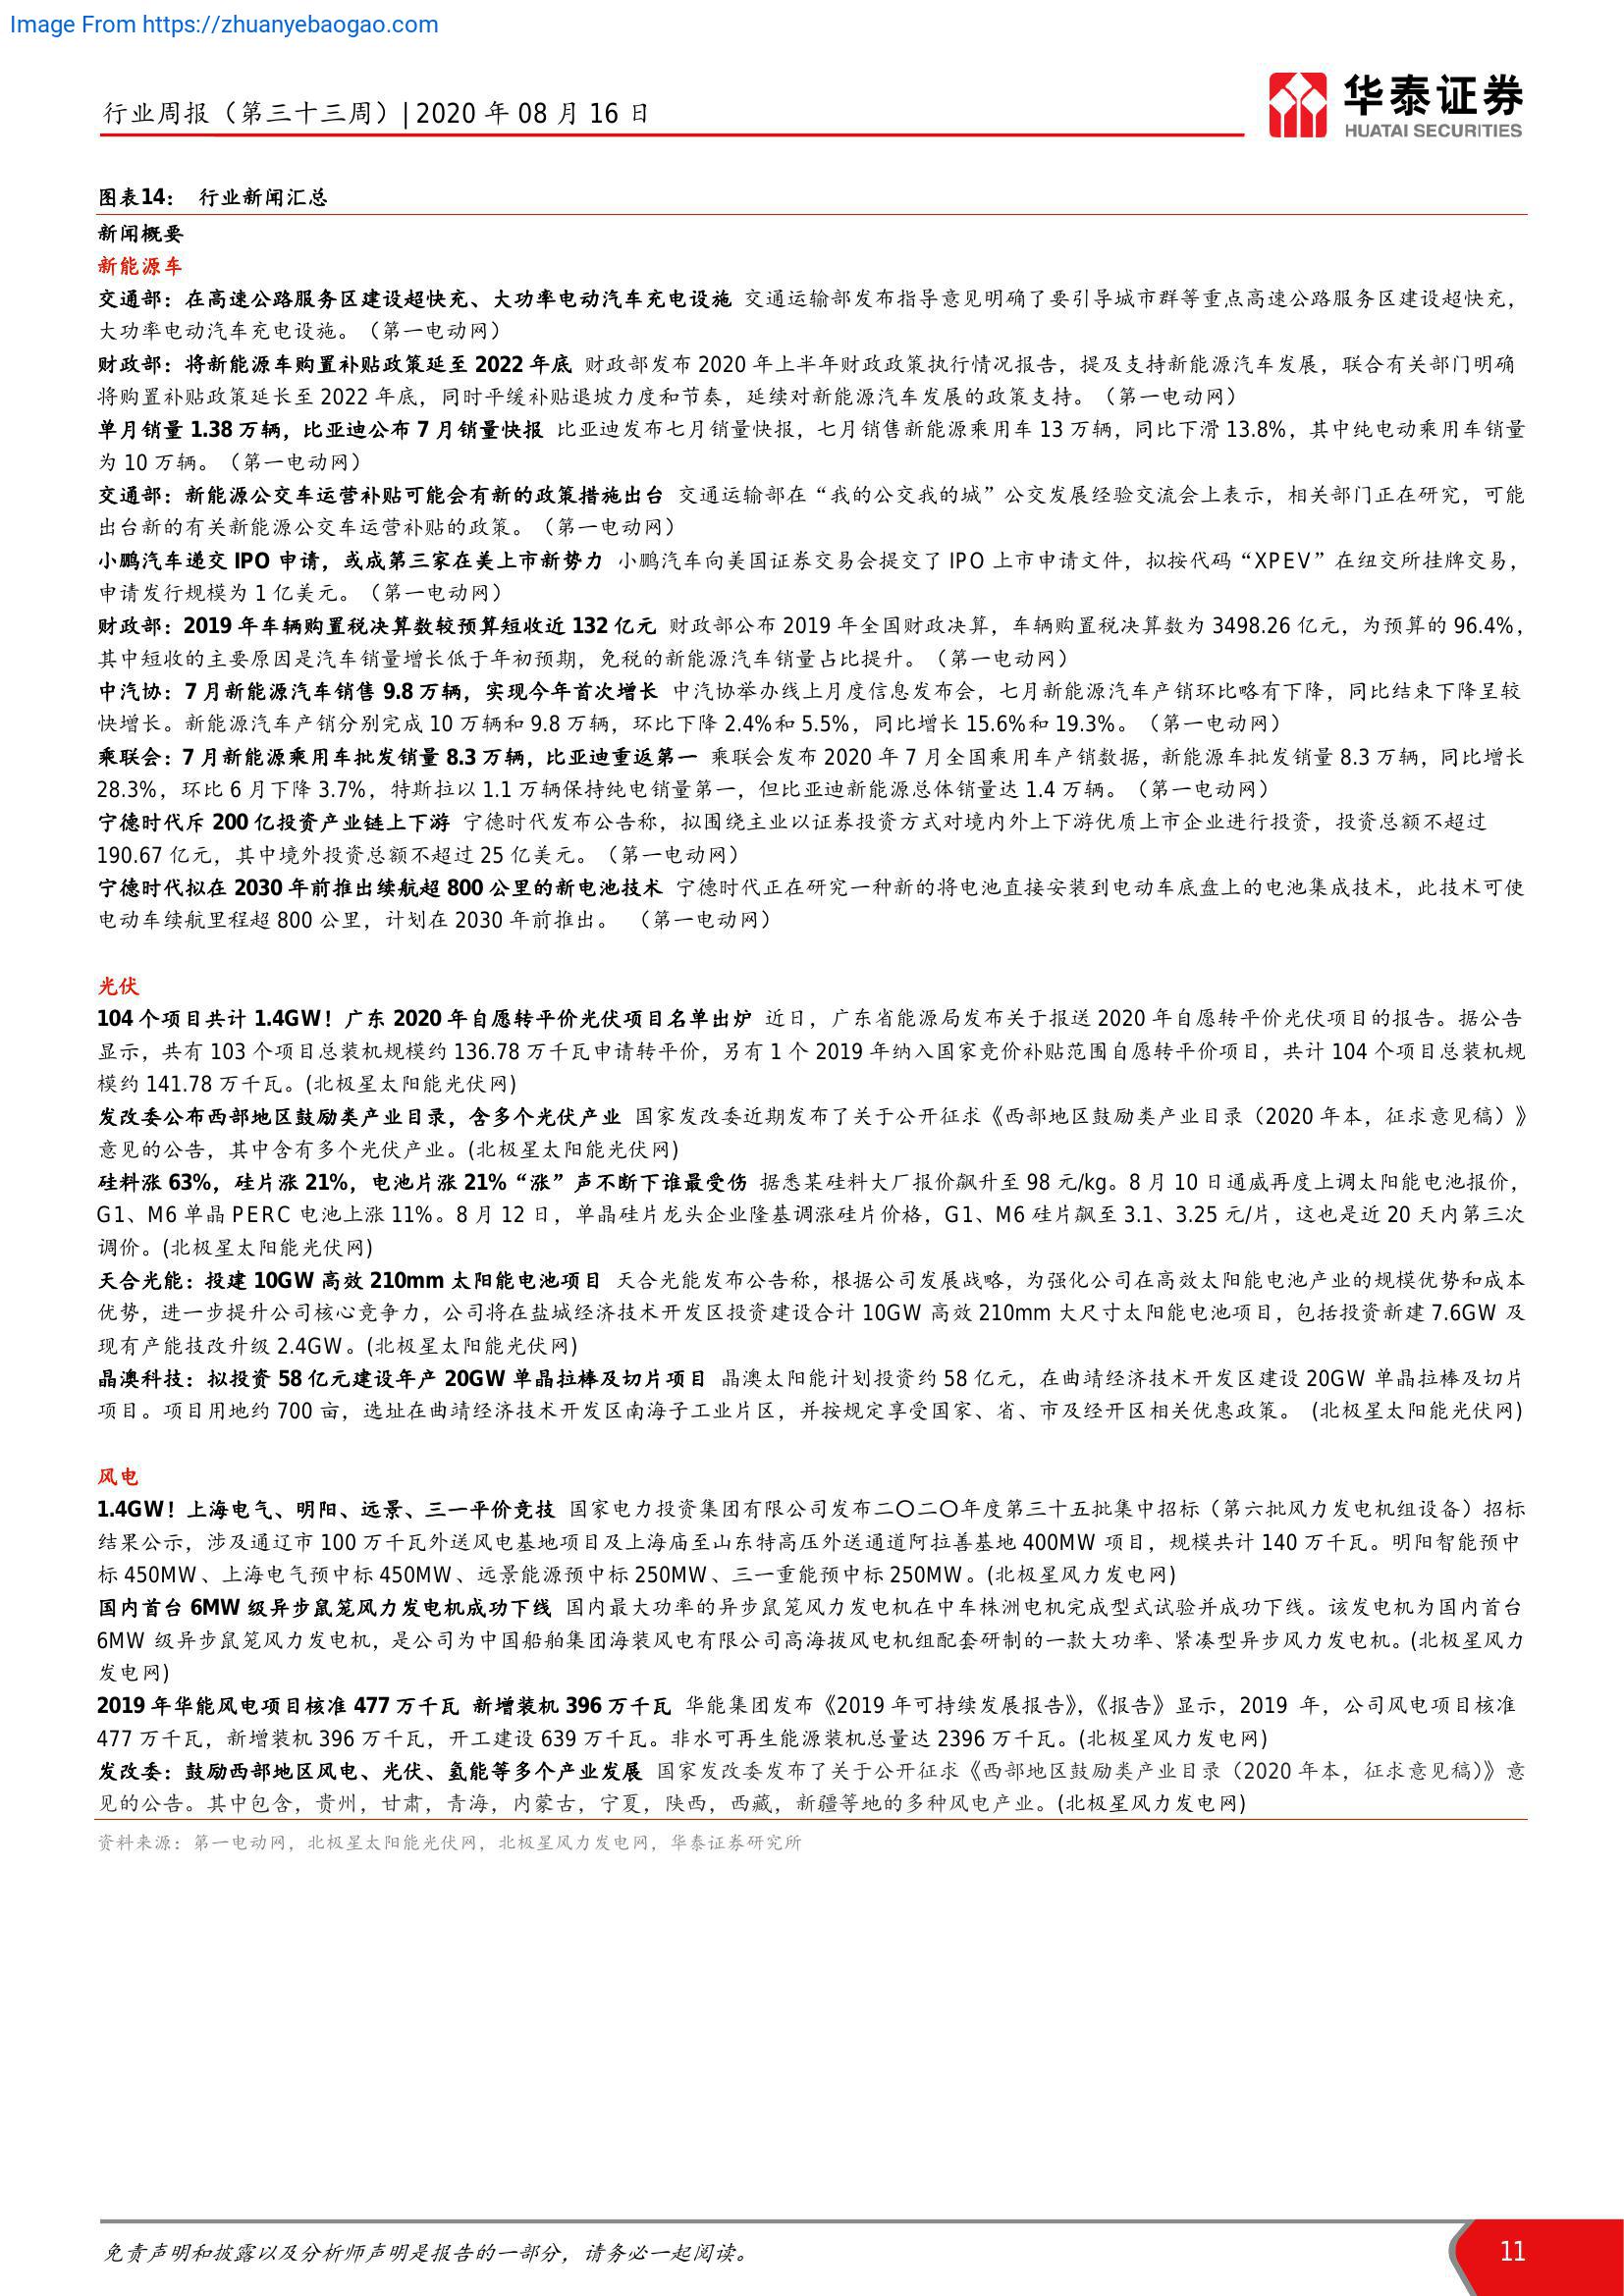 Image From https://zhuanyebaogao.com
行业周报（第三十三周）| 2020 年 08 月 16 日
华泰证券
HUATAI SECURITIES
图表14： 行业新闻汇总
新闻概要
新能源车
交通部：在高速公路服务区建设超快充、大功率电动汽车充电设施 交通运输部发布指导意见明确了要引导城市群等重点高速公路服务区建设超快充，
大功率电动汽车充电设施。（第一电动网）
财政部：将新能源车购置补贴政策延至 2022 年底 财政部发布 2020 年上半年财政政策执行情况报告，提及支持新能源汽车发展，联合有关部门明确
将购置补贴政策延长至 2022 年底，同时平缓补贴退坡力度和节奏，延续对新能源汽车发展的政策支持。（第一电动网）
单月销量 1.38 万辆，比亚迪公布 7 月销量快报 比亚迪发布七月销量快报，七月销售新能源乘用车 13 万辆，同比下滑 13.8%，其中纯电动乘用车销量
为 10 万辆。（第一电动网）
交通部：新能源公交车运营补贴可能会有新的政策措施出台 交通运输部在“我的公交我的城”公交发展经验交流会上表示，相关部门正在研究，可能
出台新的有关新能源公交车运营补贴的政策。（第一电动网）
小鹏汽车递交 IPO 申请，或成第三家在美上市新势力 小鹏汽车向美国证券交易会提交了 IPO 上市申请文件，拟按代码“XPEV”在纽交所挂牌交易，
申请发行规模为 1 亿美元。（第一电动网）
财政部：2019 年车辆购置税决算数较预算短收近 132 亿元 财政部公布 2019 年全国财政决算，车辆购置税决算数为 3498.26 亿元，为预算的 96.4%，
其中短收的主要原因是汽车销量增长低于年初预期，免税的新能源汽车销量占比提升。（第一电动网）
中汽协：7 月新能源汽车销售 9.8 万辆，实现今年首次增长 中汽协举办线上月度信息发布会，七月新能源汽车产销环比略有下降，同比结束下降呈较
快增长。新能源汽车产销分别完成 10 万辆和 9.8 万辆，环比下降 2.4%和 5.5%，同比增长 15.6%和 19.3%。（第一电动网）
乘联会：7 月新能源乘用车批发销量 8.3 万辆，比亚迪重返第一 乘联会发布 2020 年 7 月全国乘用车产销数据，新能源车批发销量 8.3 万辆，同比增长
28.3%，环比 6 月下降 3.7%，特斯拉以 1.1 万辆保持纯电销量第一，但比亚迪新能源总体销量达 1.4 万辆。（第一电动网）
宁德时代斥 200 亿投资产业链上下游 宁德时代发布公告称，拟围绕主业以证券投资方式对境内外上下游优质上市企业进行投资，投资总额不超过
190.67 亿元，其中境外投资总额不超过 25 亿美元。（第一电动网）
宁德时代拟在 2030 年前推出续航超 800 公里的新电池技术 宁德时代正在研究一种新的将电池直接安装到电动车底盘上的电池集成技术，此技术可使
电动车续航里程超 800 公里，计划在 2030 年前推出。 （第一电动网）
光伏
104 个项目共计 1.4GW！广东 2020 年自愿转平价光伏项目名单出炉 近日，广东省能源局发布关于报送 2020 年自愿转平价光伏项目的报告。据公告
显示，共有 103 个项目总装机规模约 136.78 万千瓦申请转平价，另有 1 个 2019 年纳入国家竞价补贴范围自愿转平价项目，共计 104 个项目总装机规
模约 141.78 万千瓦。(北极星太阳能光伏网)
发改委公布西部地区鼓励类产业目录，含多个光伏产业 国家发改委近期发布了关于公开征求《西部地区鼓励类产业目录（2020 年本，征求意见稿）》
意见的公告，其中含有多个光伏产业。(北极星太阳能光伏网)
硅料涨 63%，硅片涨 21%，电池片涨 21%“涨”声不断下谁最受伤 据悉某硅料大厂报价飙升至 98 元/kg。8 月 10 日通威再度上调太阳能电池报价，
G1、M6 单晶 PERC 电池上涨 11%。8 月 12 日，单晶硅片龙头企业隆基调涨硅片价格，G1、M6 硅片飙至 3.1、3.25 元/片，这也是近 20 天内第三次
调价。(北极星太阳能光伏网)
天合光能：投建 10GW 高效 210mm 太阳能电池项目 天合光能发布公告称，根据公司发展战略，为强化公司在高效太阳能电池产业的规模优势和成本
优势，进一步提升公司核心竞争力，公司将在盐城经济技术开发区投资建设合计 10GW 高效 210mm 大尺寸太阳能电池项目，包括投资新建 7.6GW 及
现有产能技改升级 2.4GW。(北极星太阳能光伏网)
晶澳科技：拟投资 58 亿元建设年产 20GW 单晶拉棒及切片项目 晶澳太阳能计划投资约 58 亿元，在曲靖经济技术开发区建设 20GW 单晶拉棒及切片
项目。项目用地约 700 亩，选址在曲靖经济技术开发区南海子工业片区，并按规定享受国家、省、市及经开区相关优惠政策。 (北极星太阳能光伏网)
风电
1.4GW！上海电气、明阳、远景、三一平价竞技 国家电力投资集团有限公司发布二〇二〇年度第三十五批集中招标（第六批风力发电机组设备）招标
结果公示，涉及通辽市 100 万千瓦外送风电基地项目及上海庙至山东特高压外送通道阿拉善基地 400MW 项目，规模共计 140 万千瓦。明阳智能预中
标 450MW、上海电气预中标 450MW、远景能源预中标 250MW、三一重能预中标 250MW。(北极星风力发电网)
国内首台 6MW 级异步鼠笼风力发电机成功下线 国内最大功率的异步鼠笼风力发电机在中车株洲电机完成型式试验并成功下线。该发电机为国内首台
6MW 级异步鼠笼风力发电机，是公司为中国船舶集团海装风电有限公司高海拔风电机组配套研制的一款大功率、紧凑型异步风力发电机。(北极星风力
发电网)
2019 年华能风电项目核准 477 万千瓦 新增装机 396 万千瓦 华能集团发布《2019 年可持续发展报告》，《报告》显示，2019 年，公司风电项目核准
477 万千瓦，新增装机 396 万千瓦，开工建设 639 万千瓦。非水可再生能源装机总量达 2396 万千瓦。(北极星风力发电网)
发改委：鼓励西部地区风电、光伏、氢能等多个产业发展 国家发改委发布了关于公开征求《西部地区鼓励类产业目录（2020 年本，征求意见稿）》意
见的公告。其中包含，贵州，甘肃，青海，内蒙古，宁夏，陕西，西藏，新疆等地的多种风电产业。(北极星风力发电网)
资料来源：第一电动网，北极星太阳能光伏网，北极星风力发电网，华泰证券研究所
免责声明和披露以及分析师声明是报告的一部分，请务必一起阅读。
11